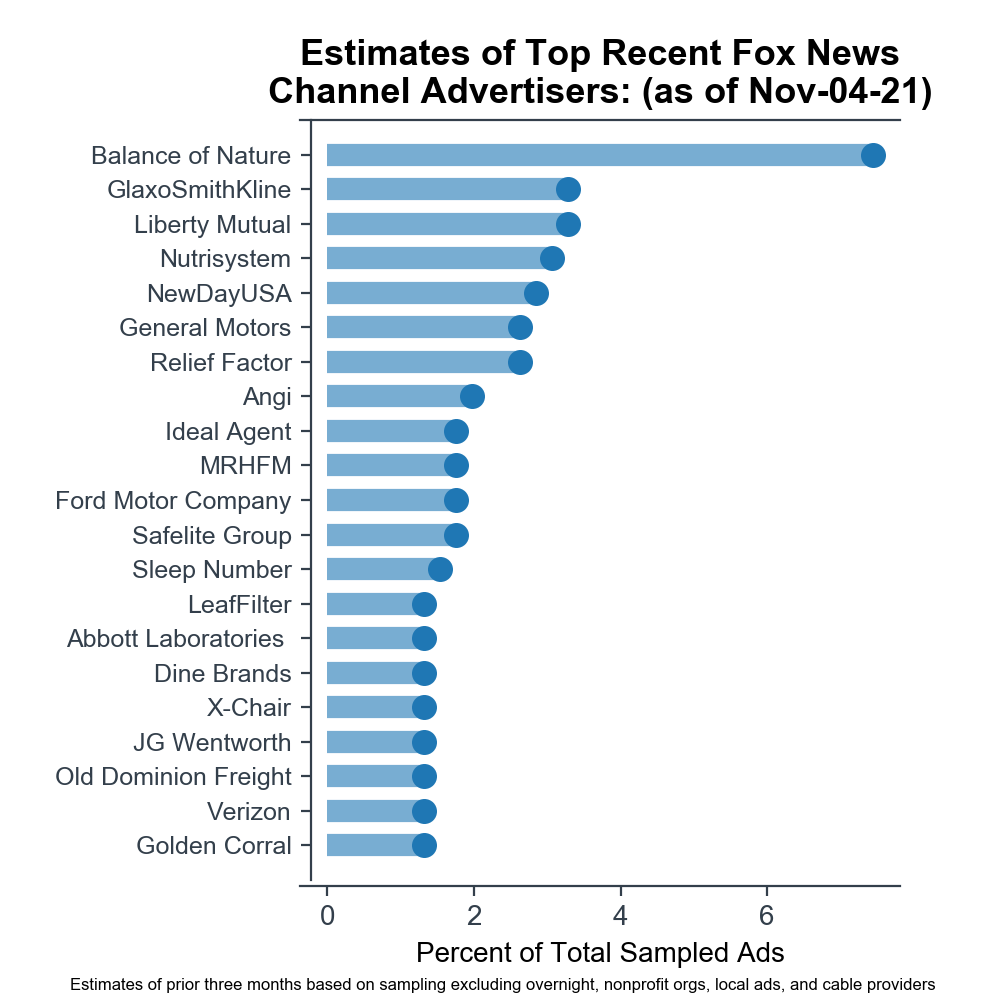 Estimates of Top Recent Fox News
Channel Advertisers: (as of Nov-04-21)
Balance of Nature
GlaxoSmithKline
Liberty Mutual
Nutrisystem
NewDayUSA
General Motors
Relief Factor
Angi
Ideal Agent
MRHFM
Ford Motor Company
Safelite Group
Sleep Number
LeafFilter
Abbott Laboratories
Dine Brands
X-Chair
JG Wentworth
Old Dominion Freight
Verizon
Golden Corral
0 2 4 6
Percent of Total Sampled Ads
Estimates of prior three months based on sampling excluding overnight, nonprofit orgs, local ads, and cable providers